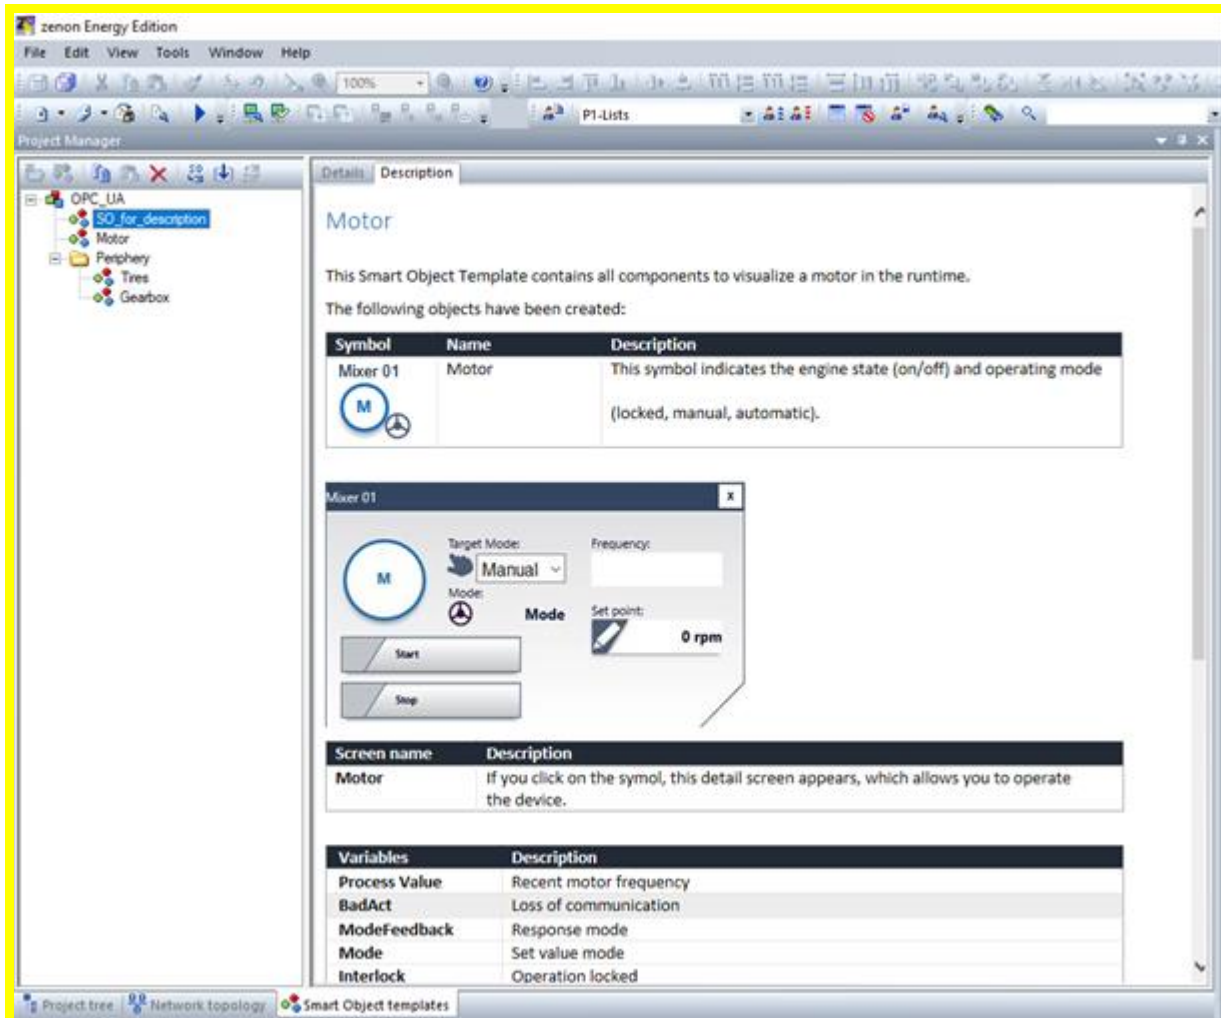 zenon Energy Edition
File Edit View Tools Window Help
100%
P1-Lists
Project Manager
Details Description
OPC_UA
SO_for_description
Motor
Periphery
Tires
Gearbox
Motor
This Smart Object Template contains all components to visualize a motor in the runtime.
The following objects have been created:
Symbol Name Description
Mixer 01 Motor This symbol indicates the engine state (on/off) and operating mode
M
(locked, manual, automatic).
Mixer 01 x
Target Mode: Frequency:
M
Manual
Mode:
Mode
Set point:
0 rpm
Start
Stop
Screen name Description
Motor If you click on the symol, this detail screen appears, which allows you to operate
the device.
Variables Description
Process Value Recent motor frequency
BadAct Loss of communication
ModeFeedback Response mode
Mode Set value mode
Interlock Operation locked
Project tree Network topology Smart Object templates